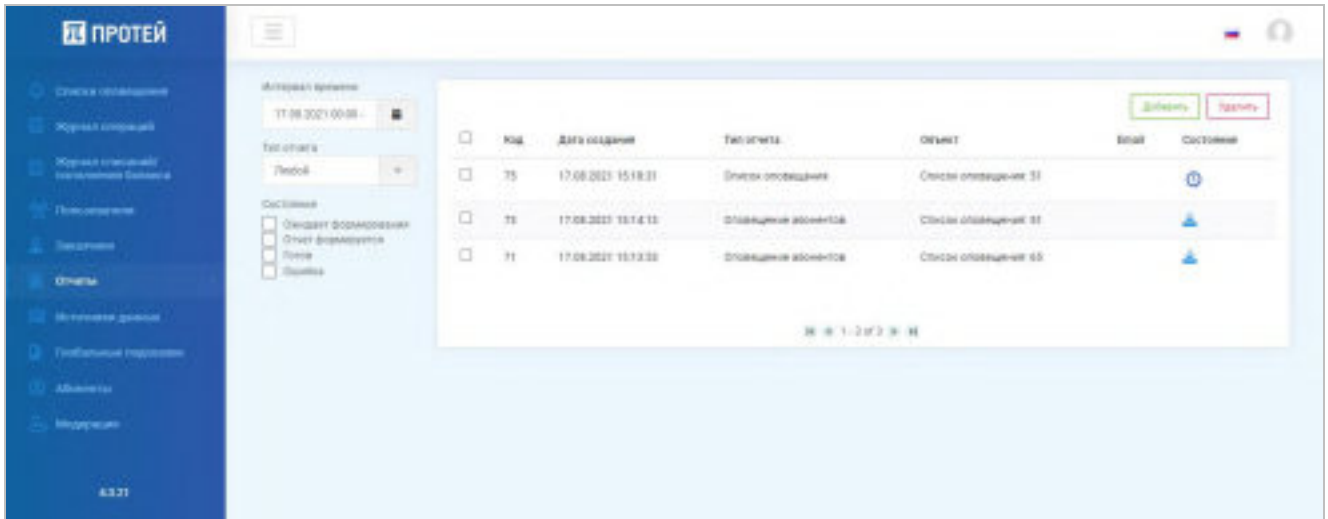 ПРОТЕЙ
Списки оповещения
Журнал операций
Журнал списаний/
пополнения баланса
Пользователи
Отчеты
Источники данных
Глобальные
Абоненты
Модерация
4.3.21
Интервал времени
17.08.2021 00:00 -
Тип отчета
Любой
Состояние
Ожидает формирования
Отчет формируется
Готов
Ошибка
Добавить Удалить
Код Дата создания Тип отчета Объект Email Состояние
75 17.08.2021 15:18:31 Список оповещения Список оповещения: 51
73 17.08.2021 15:14:13 Оповещение абонентов Список оповещения: 51
71 17.08.2021 15:13:53 Оповещение абонентов Список оповещения: 65
1 - 3 of 3